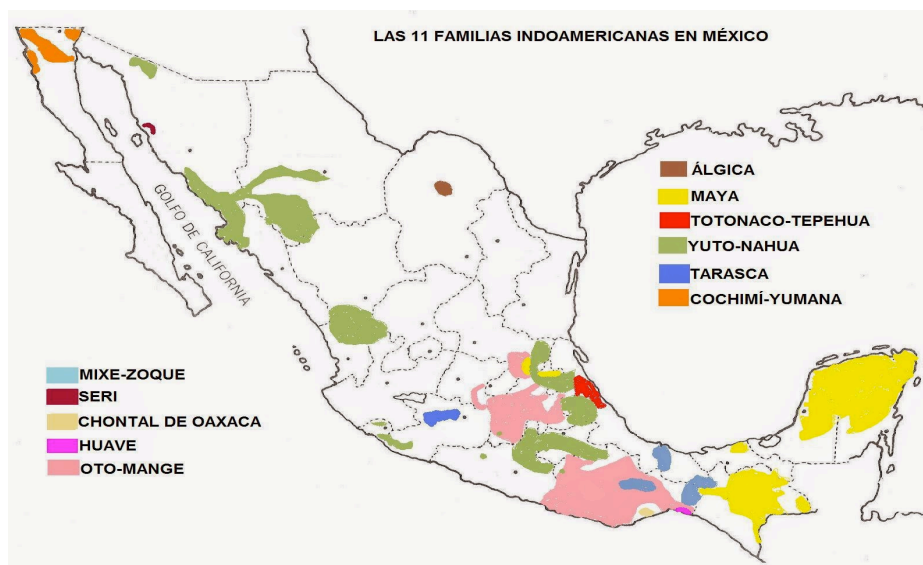 LAS 11 FAMILIAS INDOAMERICANAS EN MÉXICO
ÁLGICA
MAYA
TOTONACO-TEPEHUA
YUTO-NAHUA
TARASCA
COCHIMÍ-YUMANA
GOLFO DE CALIFORNIA
MIXE-ZOQUE
SERI
CHONTAL DE OAXACA
HUAVE
OTO-MANGE